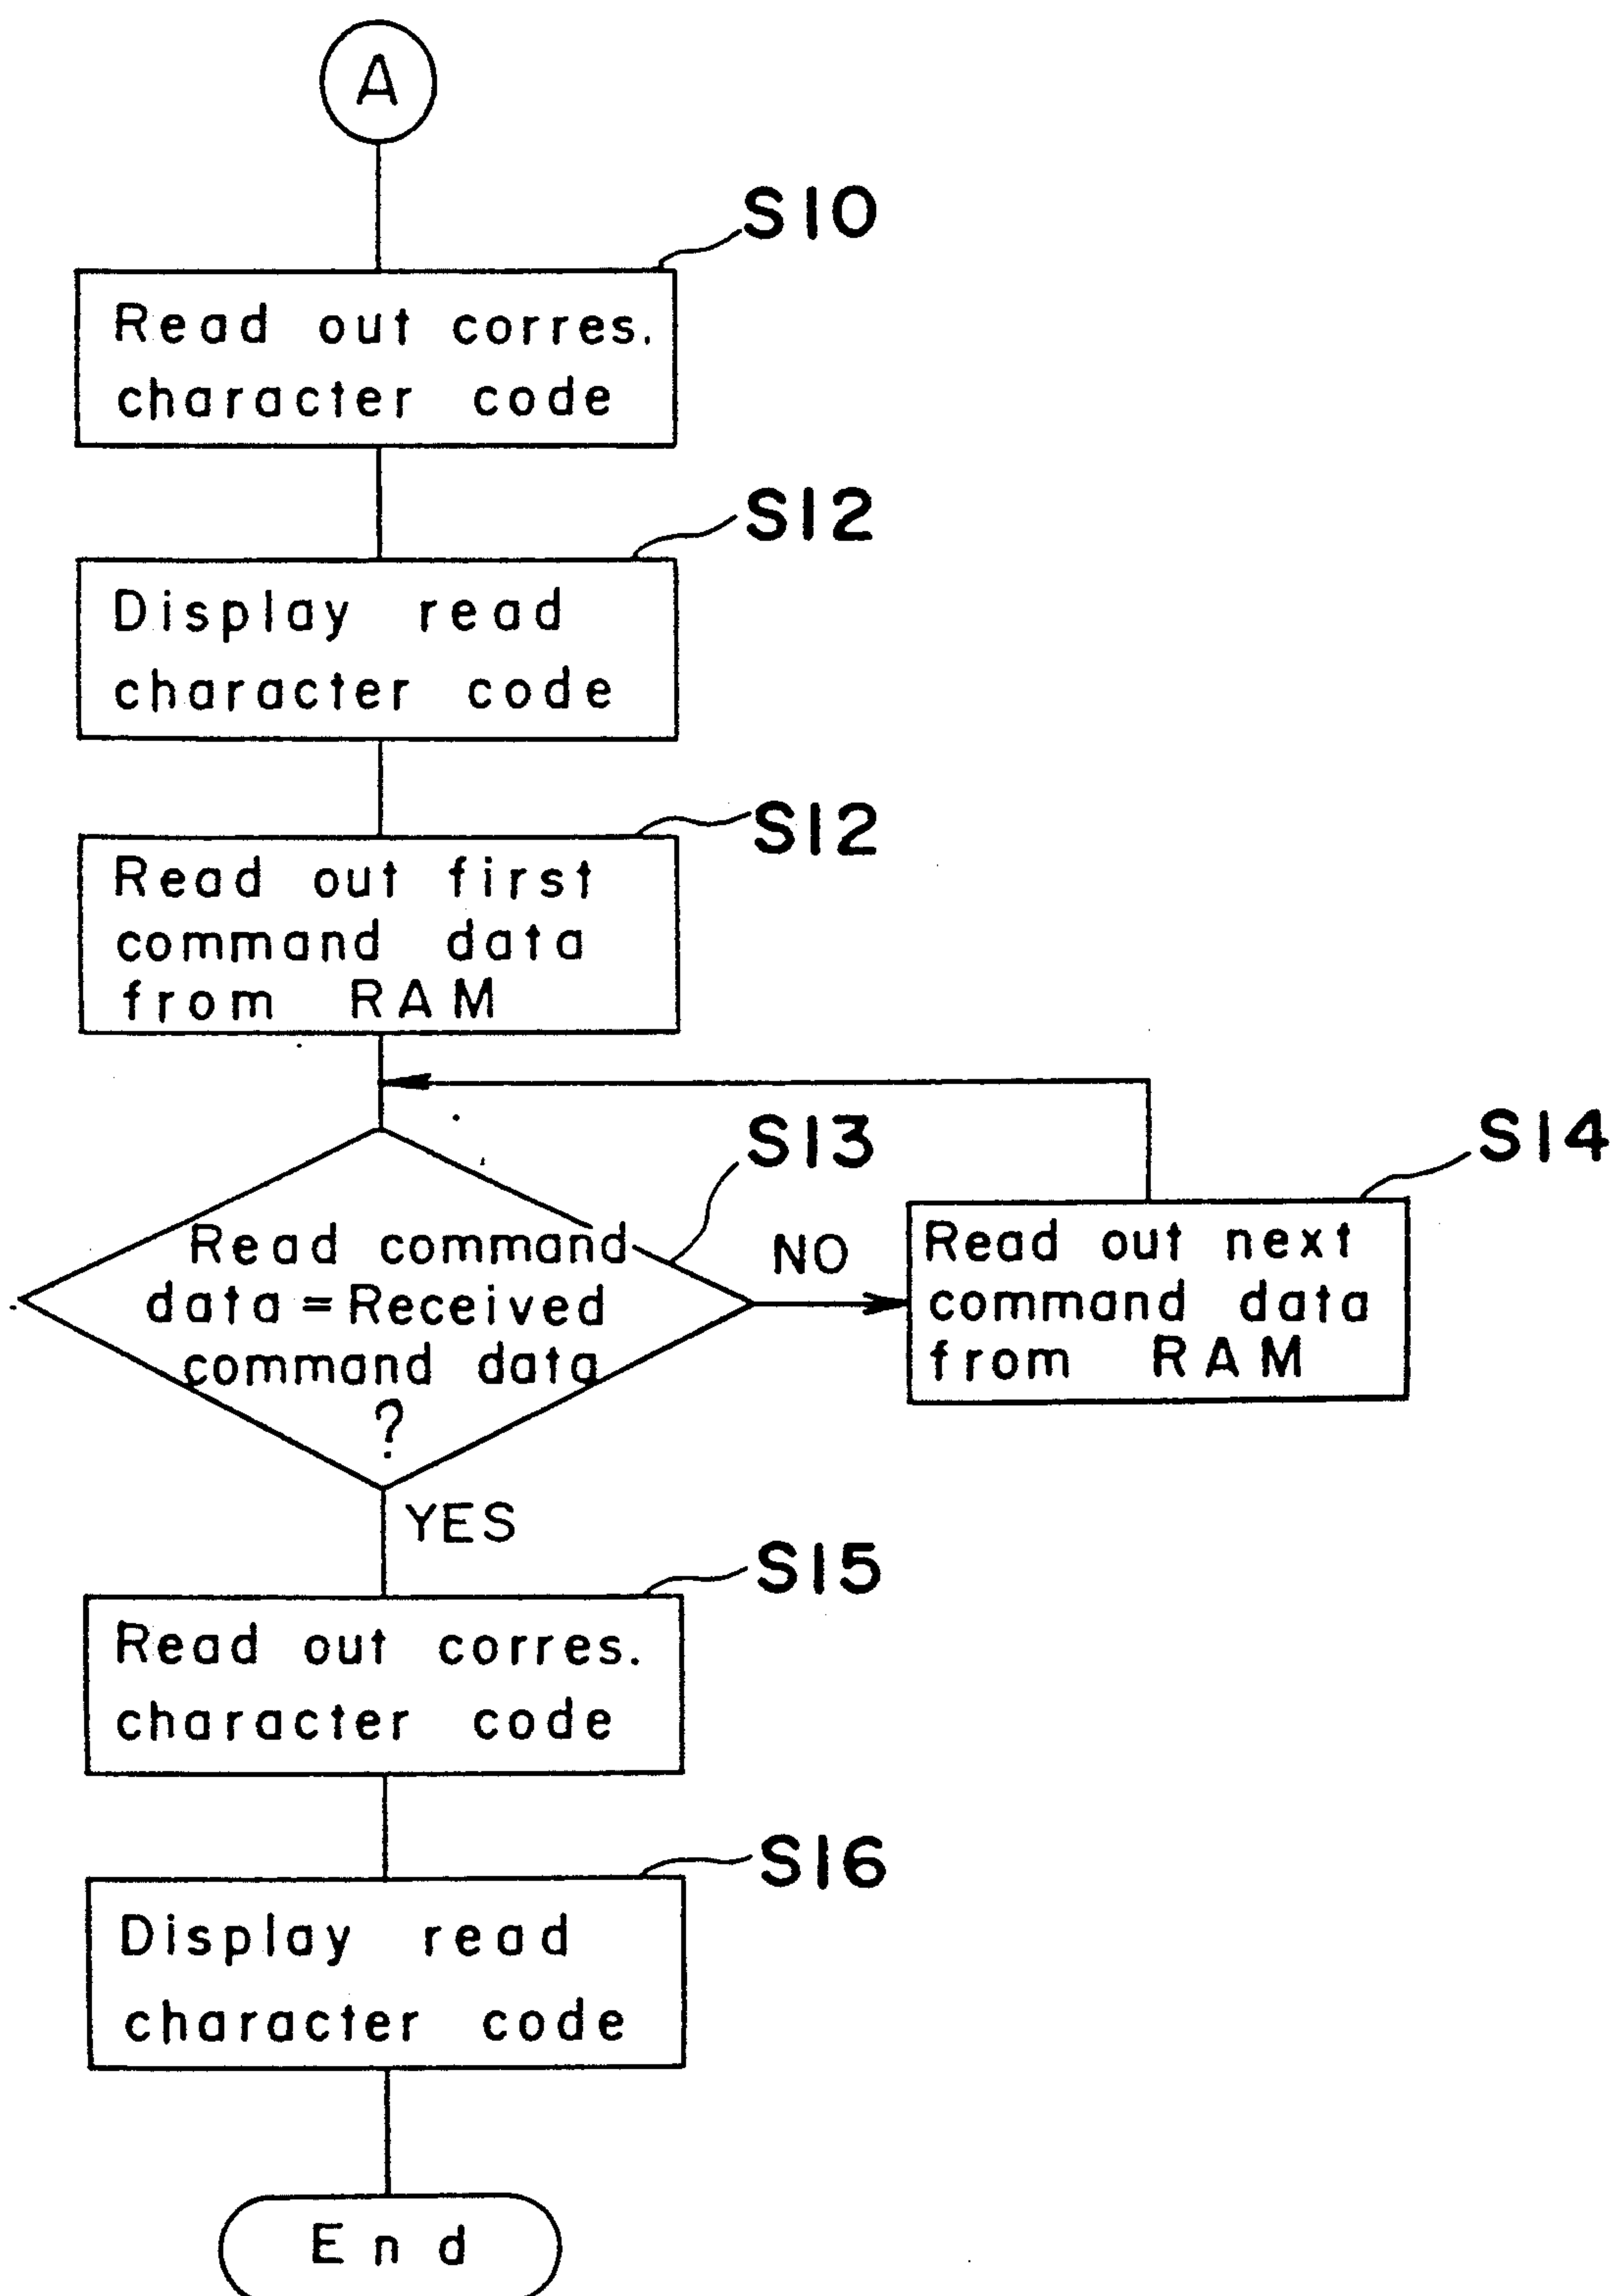 A
S10
Read out corres.
character code
S12
Display read
character code
S12
Read out first
command data
from RAM
S13
Read command
data = Received
command data
?
NO
S14
Read out next
command data
from RAM
YES
S15
Read out corres.
character code
S16
Display read
character code
End